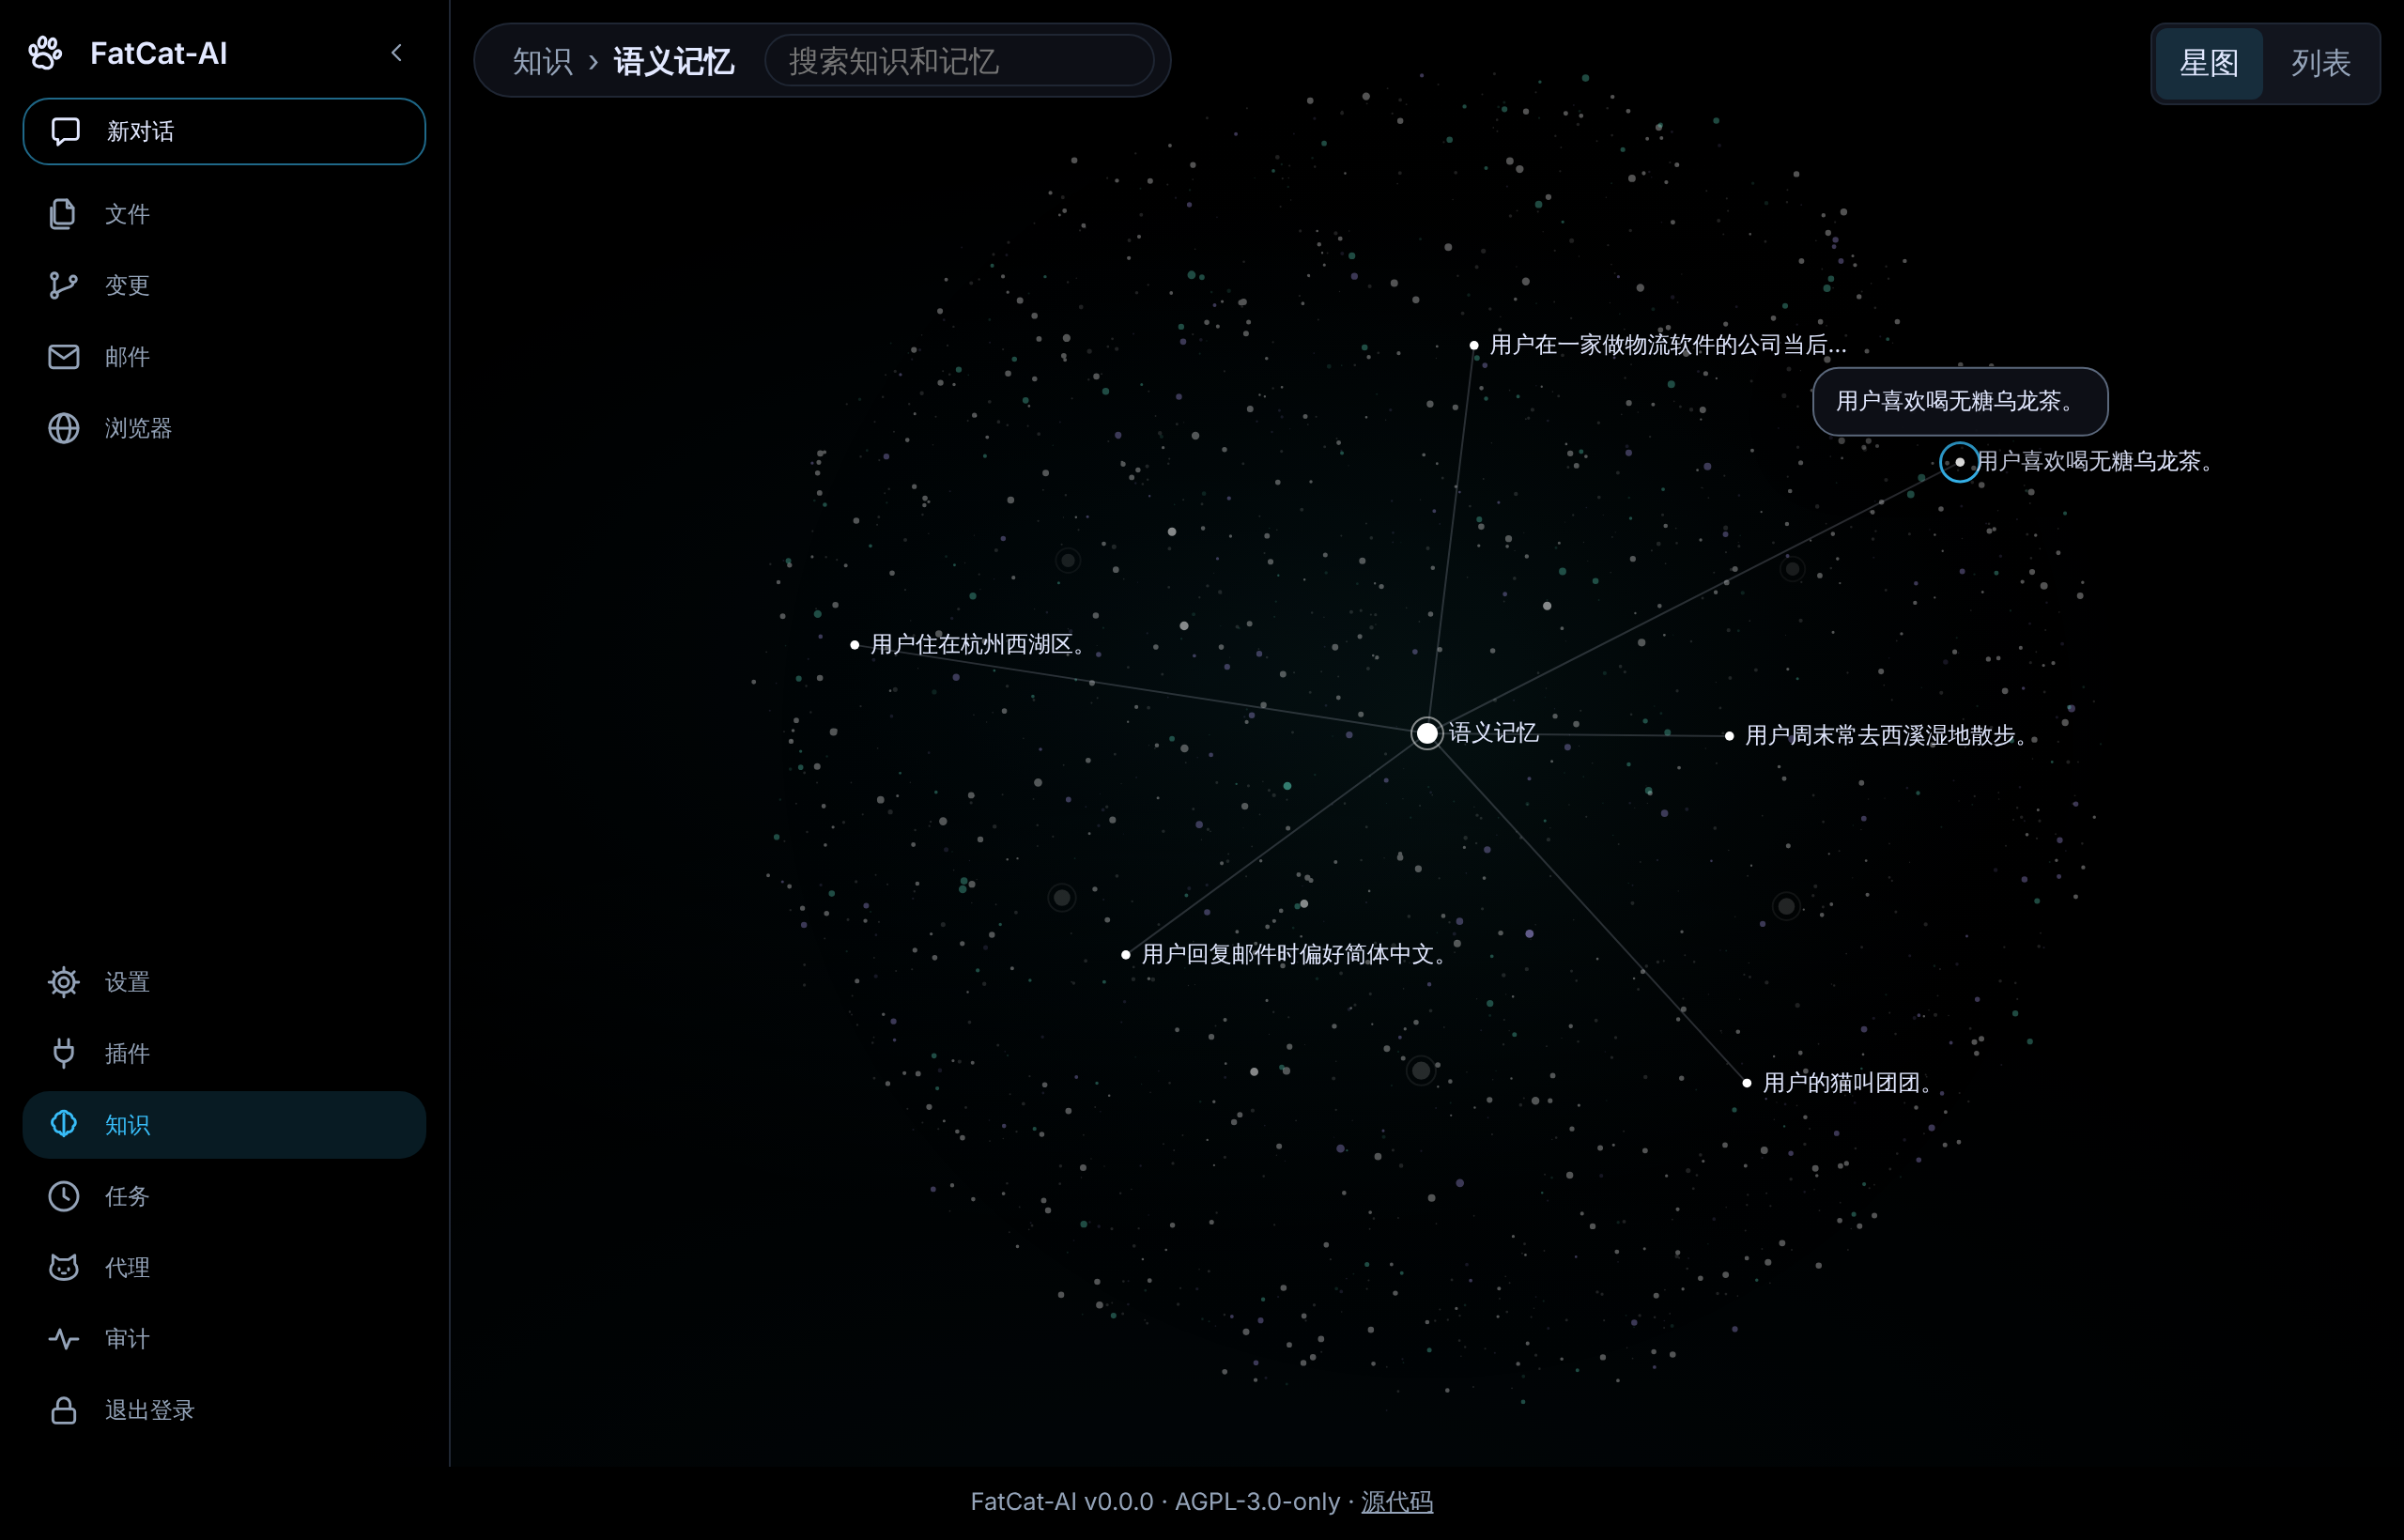 FatCat-AI
新对话
文件
变更
邮件
浏览器
设置
插件
知识
任务
代理
审计
退出登录
知识 › 语义记忆
搜索知识和记忆
星图
列表
用户在一家做物流软件的公司当后...
用户喜欢喝无糖乌龙茶。
用户喜欢喝无糖乌龙茶。
用户住在杭州西湖区。
语义记忆
用户周末常去西溪湿地散步。
用户回复邮件时偏好简体中文。
用户的猫叫团团。
FatCat-AI v0.0.0 · AGPL-3.0-only · 源代码